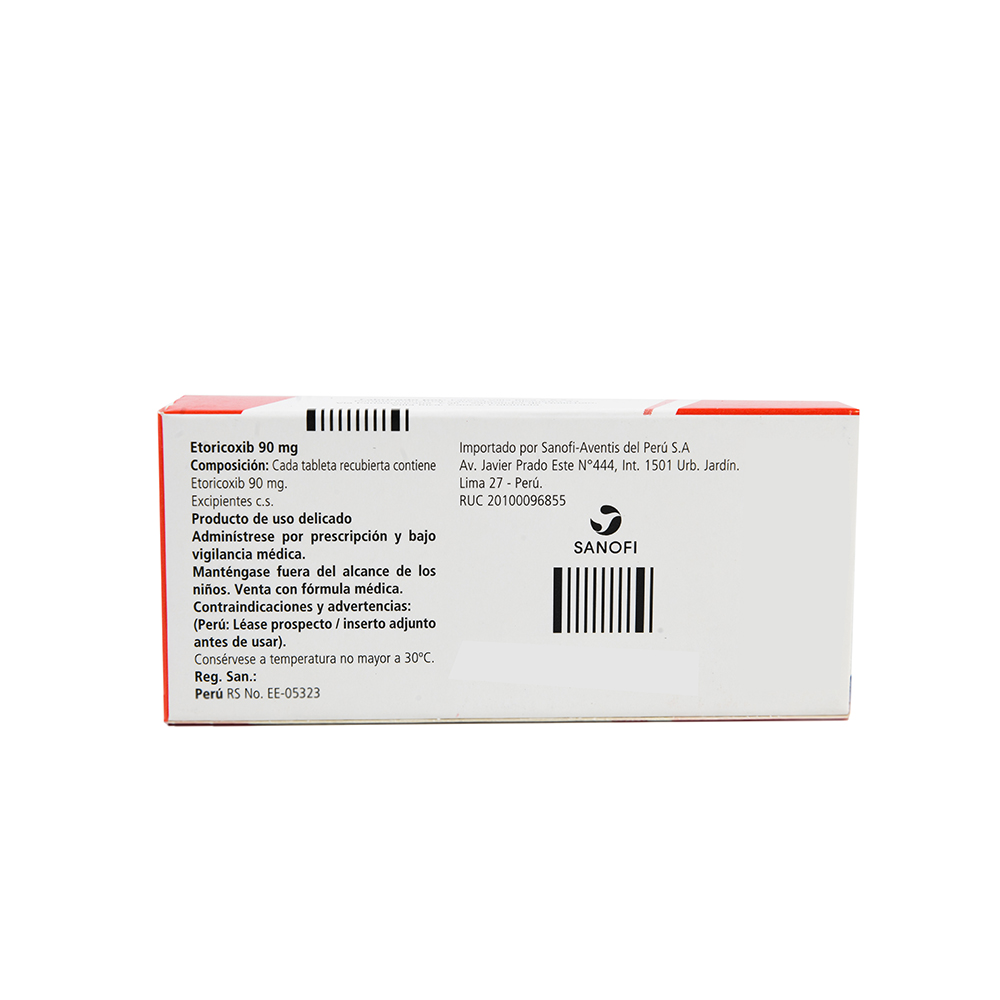 Etoricoxib 90 mg
Composición: Cada tableta recubierta contiene
Etoricoxib 90 mg.
Excipientes c.s.
Producto de uso delicado
Adminístrese por prescripción y bajo
vigilancia médica.
Manténgase fuera del alcance de los
niños. Venta con fórmula médica.
Contraindicaciones y advertencias:
(Perú: Léase prospecto / inserto adjunto
antes de usar).
Consérvese a temperatura no mayor a 30ºC.
Reg. San.:
Perú RS No. EE-05323
Importado por Sanofi-Aventis del Perú S.A
Av. Javier Prado Este N°444, Int. 1501 Urb. Jardín.
Lima 27 - Perú.
RUC 20100096855
SANOFI